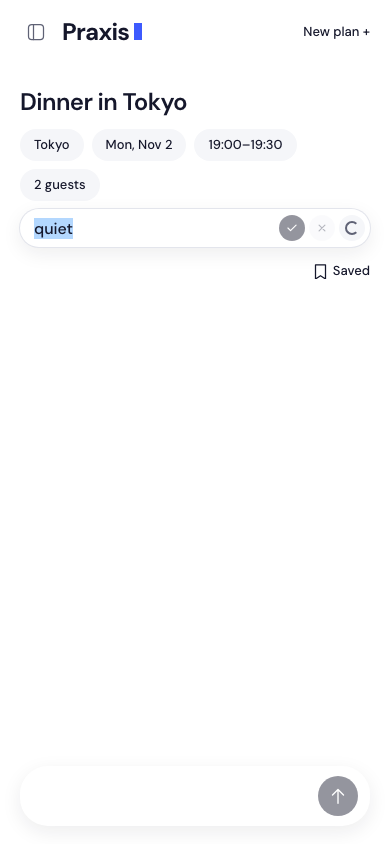 Praxis
New plan +
Dinner in Tokyo
Tokyo
Mon, Nov 2
19:00–19:30
2 guests
quiet
Saved